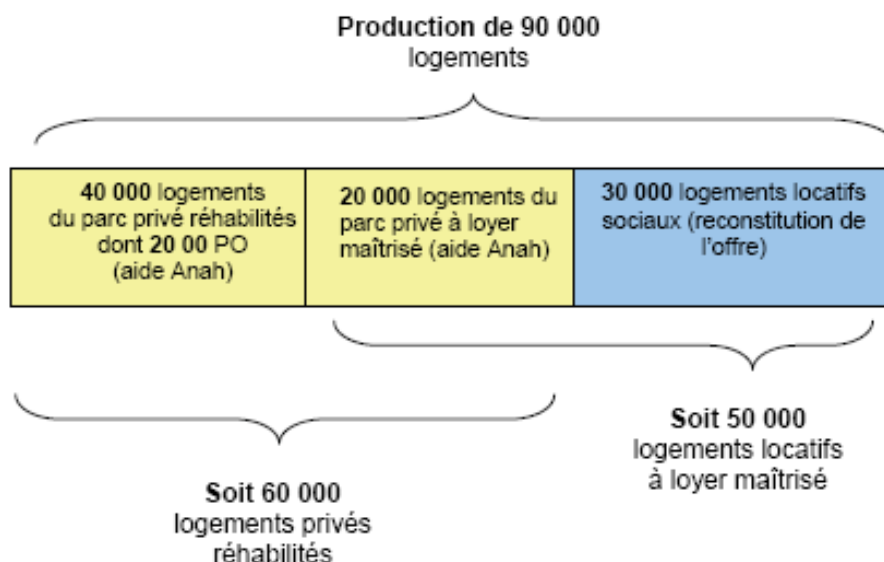 Production de 90 000
logements
40 000 logements
du parc privé réhabilités
dont 20 00 PO
(aide Anah)
20 000 logements du
parc privé à loyer
maîtrisé (aide Anah)
30 000 logements locatifs
sociaux (reconstitution de
l'offre)
Soit 50 000
logements locatifs
à loyer maîtrisé
Soit 60 000
logements privés
réhabilités